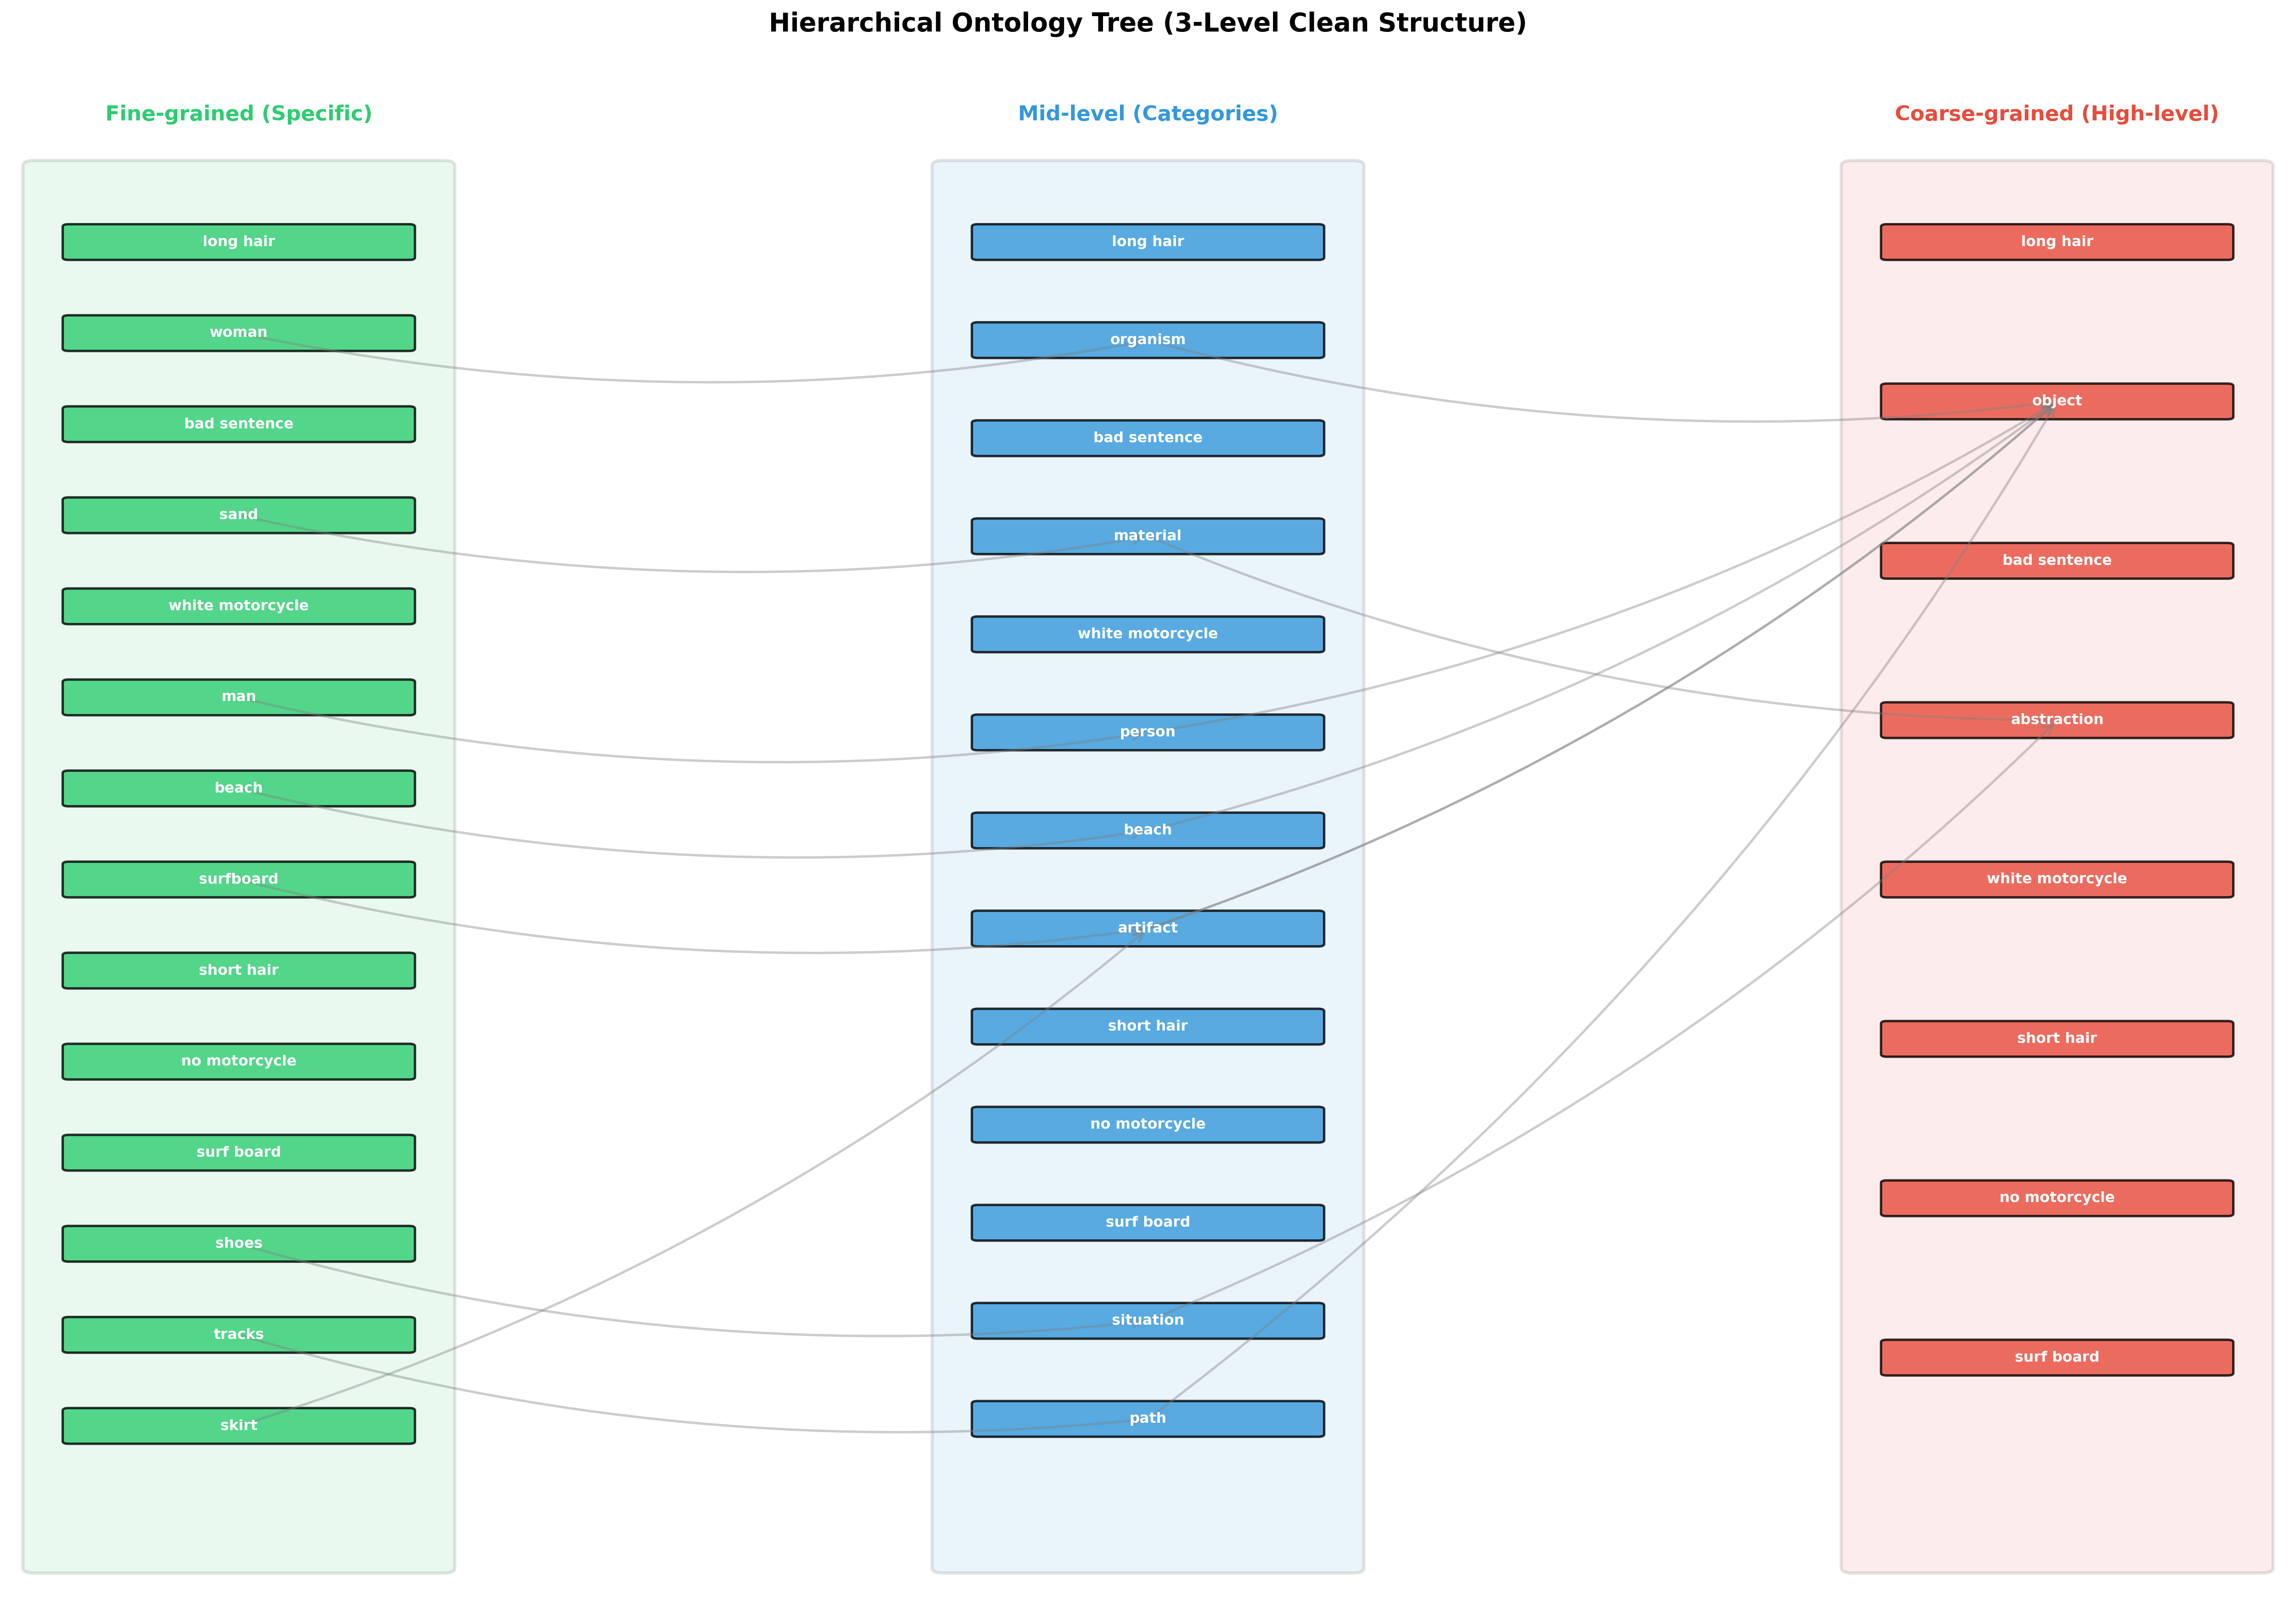 Hierarchical Ontology Tree (3-Level Clean Structure)
Fine-grained (Specific)
long hair
woman
bad sentence
sand
white motorcycle
man
beach
surfboard
short hair
no motorcycle
surf board
shoes
tracks
skirt
Mid-level (Categories)
long hair
organism
bad sentence
material
white motorcycle
person
beach
artifact
short hair
no motorcycle
surf board
situation
path
Coarse-grained (High-level)
long hair
object
bad sentence
abstraction
white motorcycle
short hair
no motorcycle
surf board